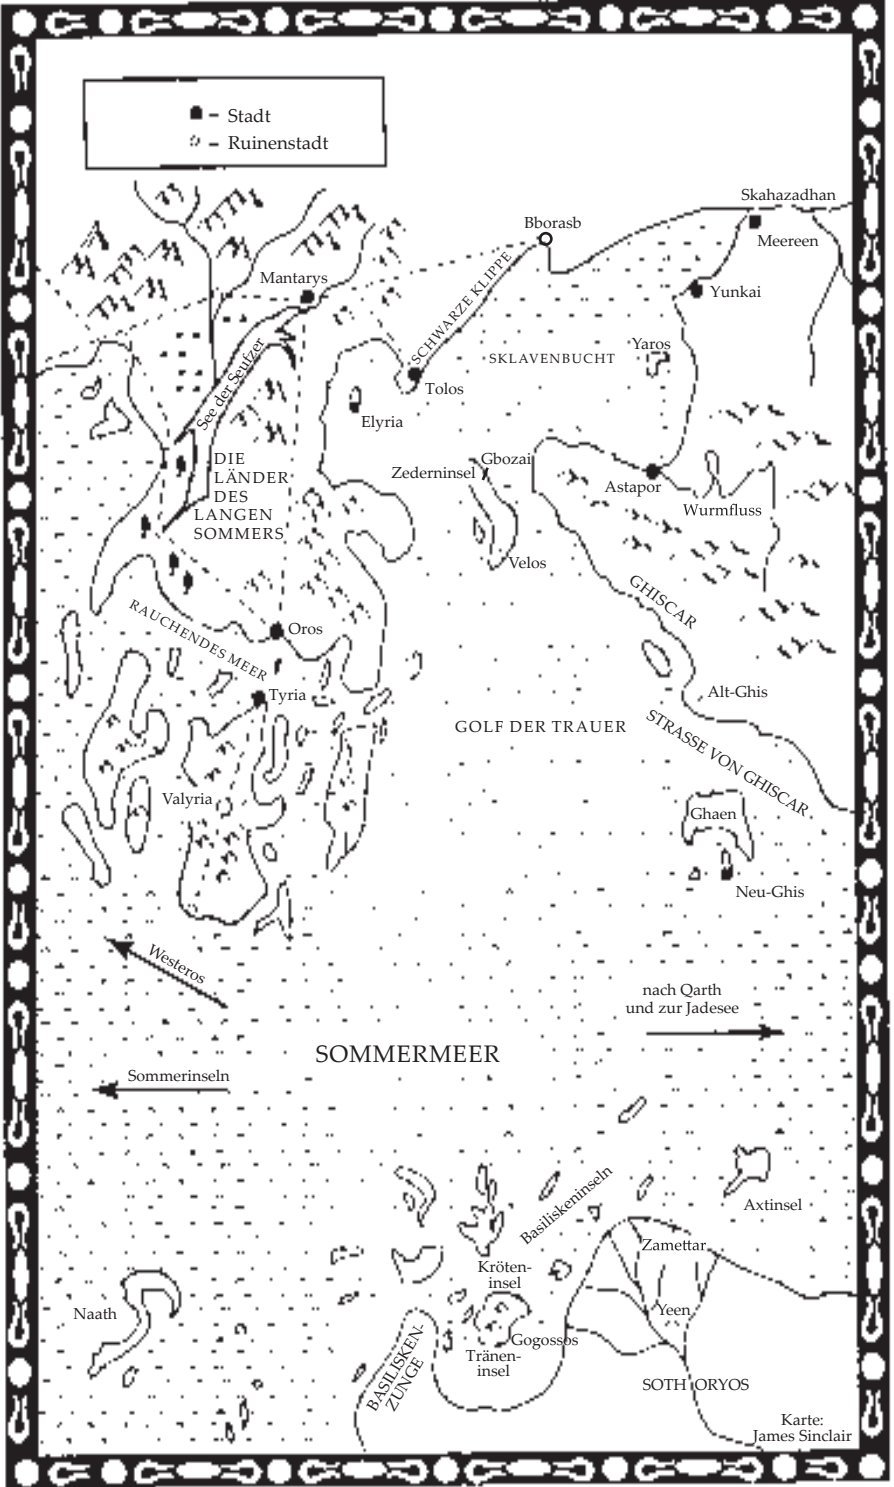 Stadt
Ruinenstadt
Skahazadhan
Bborasb
Meereen
Mantarys
Yunkai
SCHWARZE KLIPPE
Yaros
SKLAVENBUCHT
See der Seufzer
Tolos
Elyria
DIE
LÄNDER
DES
LANGEN
SOMMERS
Gbozai
Zederninsel
Astapor
Wurmfluss
Velos
GHISCAR
RAUCHENDES MEER
Oros
Tyria
Alt-Ghis
GOLF DER TRAUER
STRASSE VON GHISCAR
Valyria
Ghaen
Neu-Ghis
Westeros
nach Qarth
und zur Jadesee
SOMMERMEER
Sommerinseln
Basiliskeninseln
Axtinsel
Zamettar
Kröten-
insel
Naath
Yeen
Gogossos
Tränen-
insel
BASILISKEN-
ZUNGE
SOTHORYOS
Karte:
James Sinclair